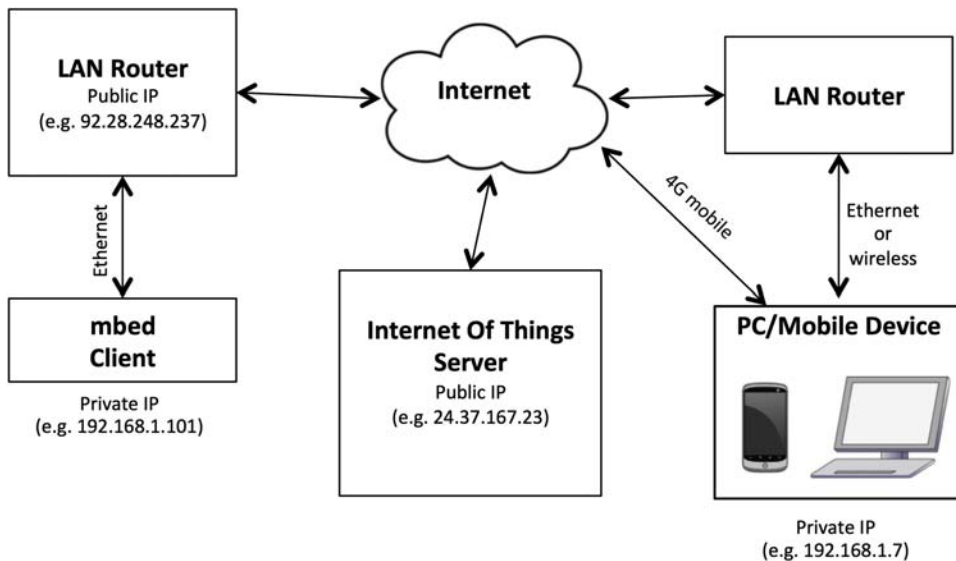 LAN Router
Public IP
(e.g. 92.28.248.237)
Internet
LAN Router
Ethernet
4G mobile
Ethernet
or
wireless
mbed
Client
Private IP
(e.g. 192.168.1.101)
Internet Of Things
Server
Public IP
(e.g. 24.37.167.23)
PC/Mobile Device
Private IP
(e.g. 192.168.1.7)